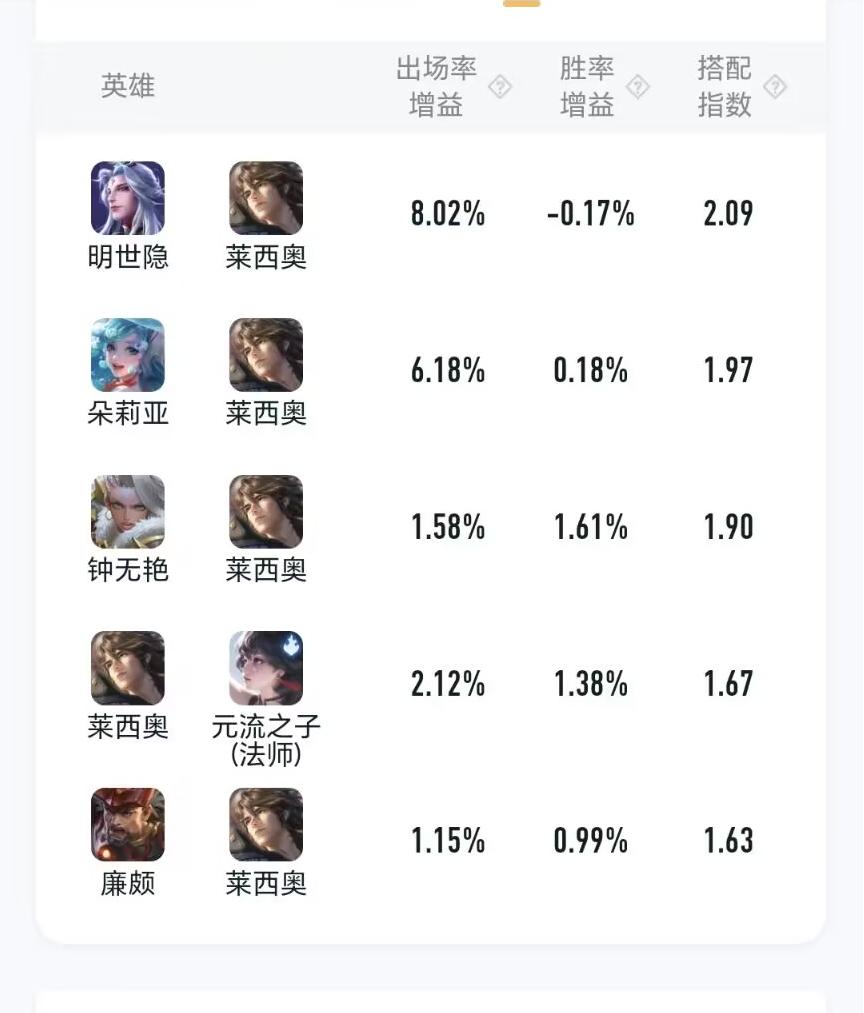 英雄
出场率
增益
胜率
增益
搭配
指数
明世隐 莱西奥 8.02% -0.17% 2.09
朵莉亚 莱西奥 6.18% 0.18% 1.97
钟无艳 莱西奥 1.58% 1.61% 1.90
莱西奥 元流之子
(法师) 2.12% 1.38% 1.67
廉颇 莱西奥 1.15% 0.99% 1.63